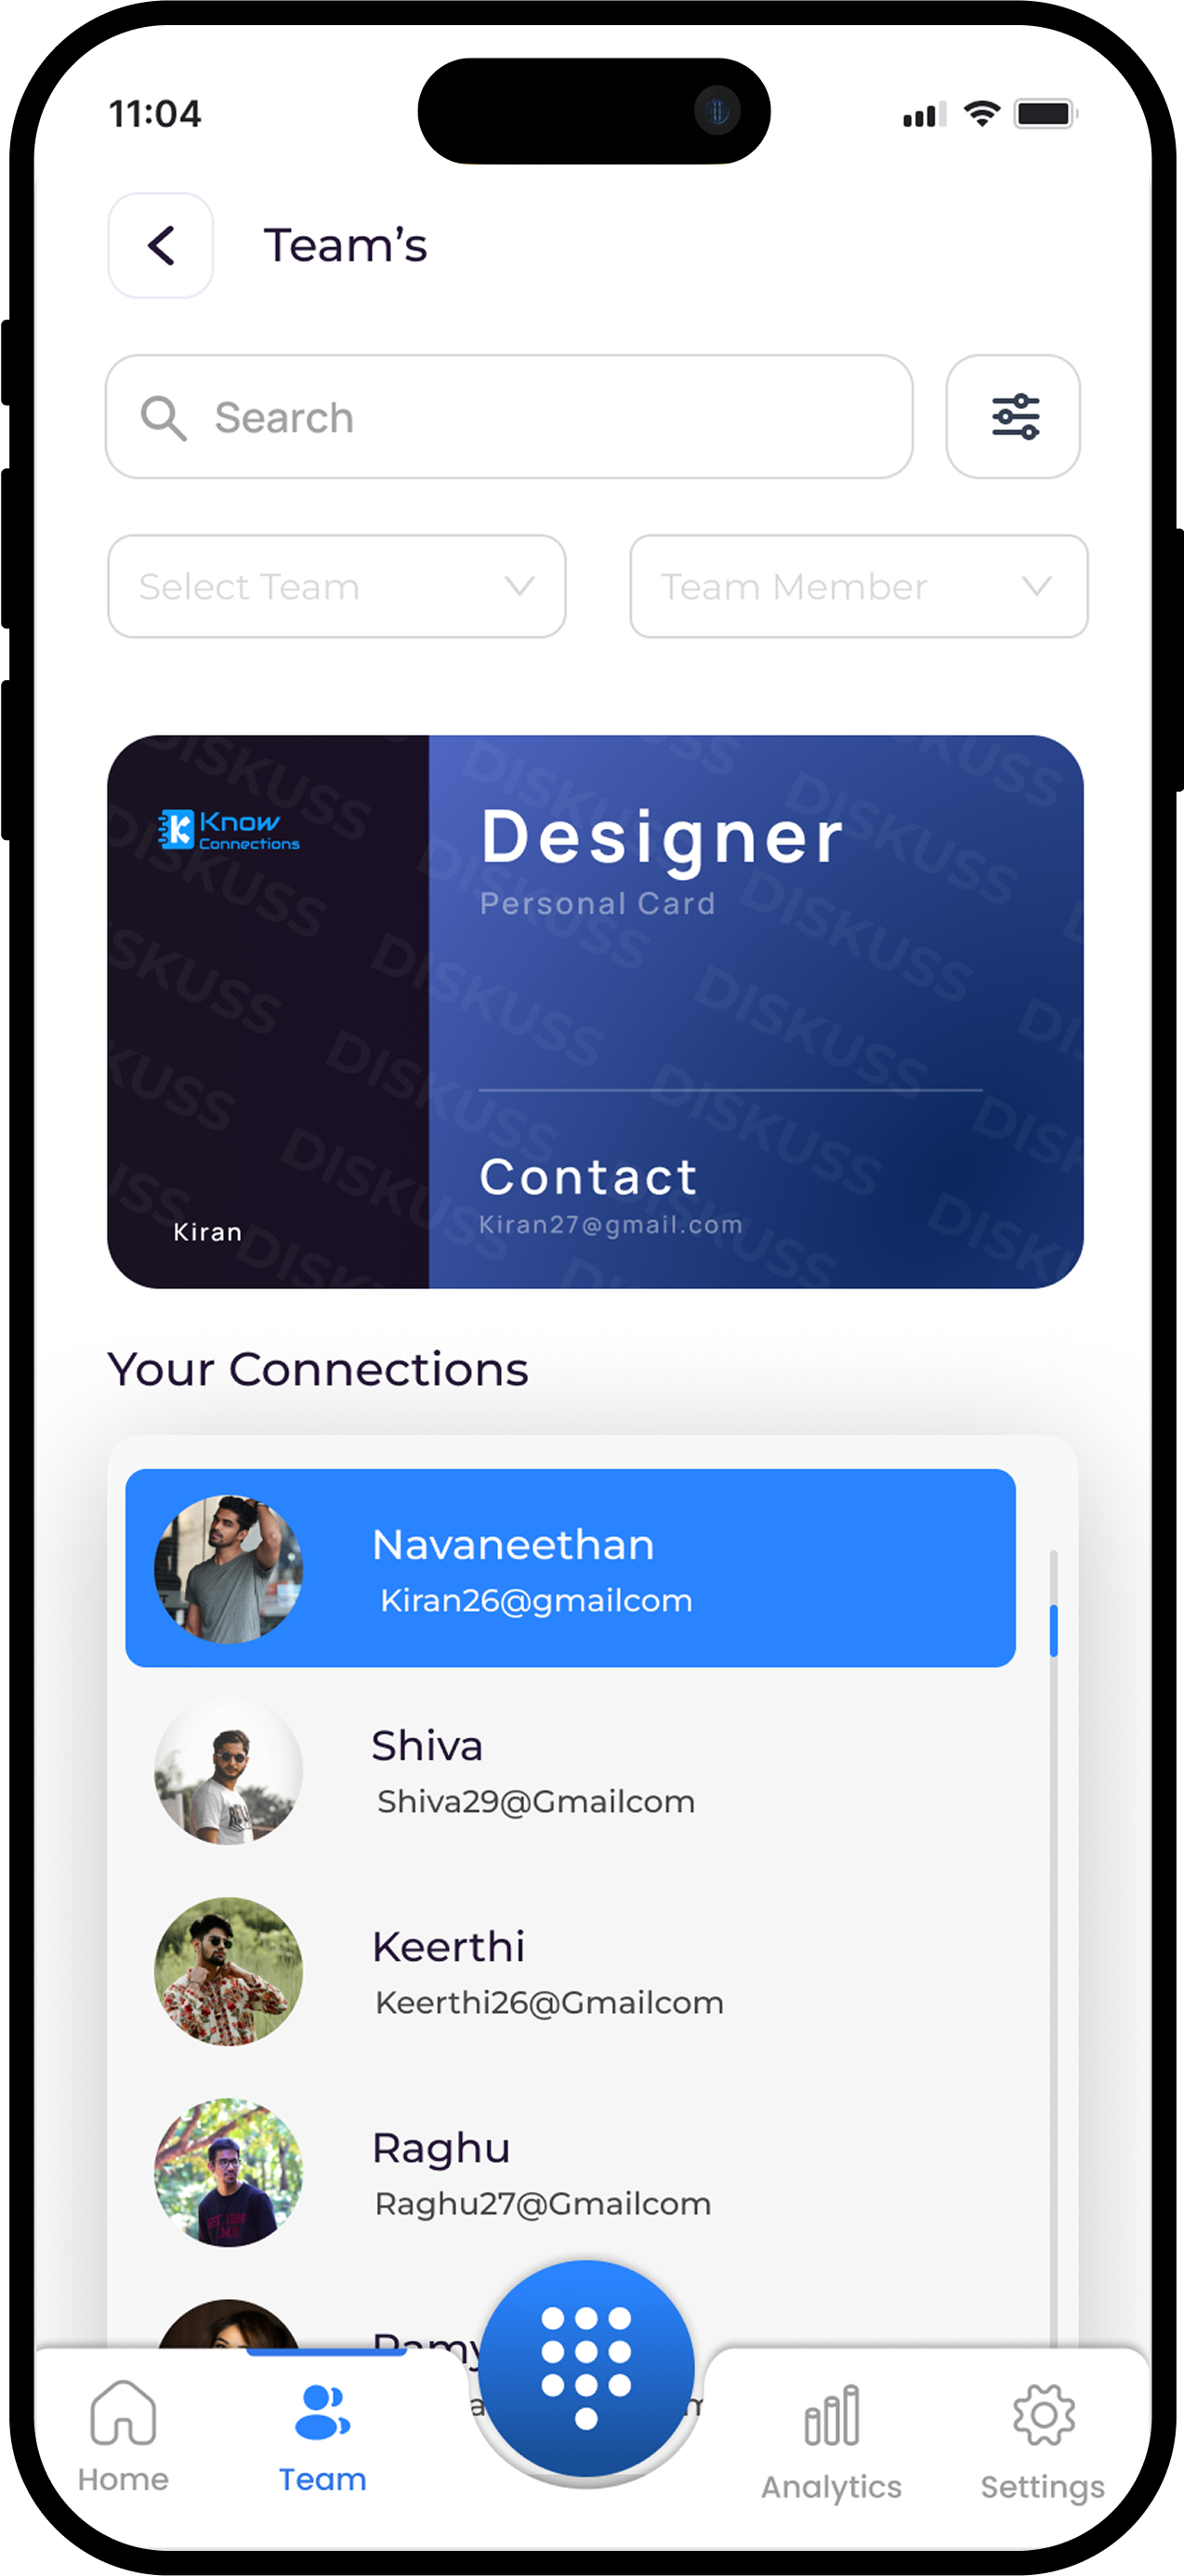 11:04
Team’s
Search
Select Team
Team Member
DISKUSS
Know
Connections
Designer
Personal Card
Contact
Kiran27@gmail.com
Kiran
Your Connections
Navaneethan
Kiran26@gmailcom
Shiva
Shiva29@Gmailcom
Keerthi
Keerthi26@Gmailcom
Raghu
Raghu27@Gmailcom
Home
Team
Analytics
Settings